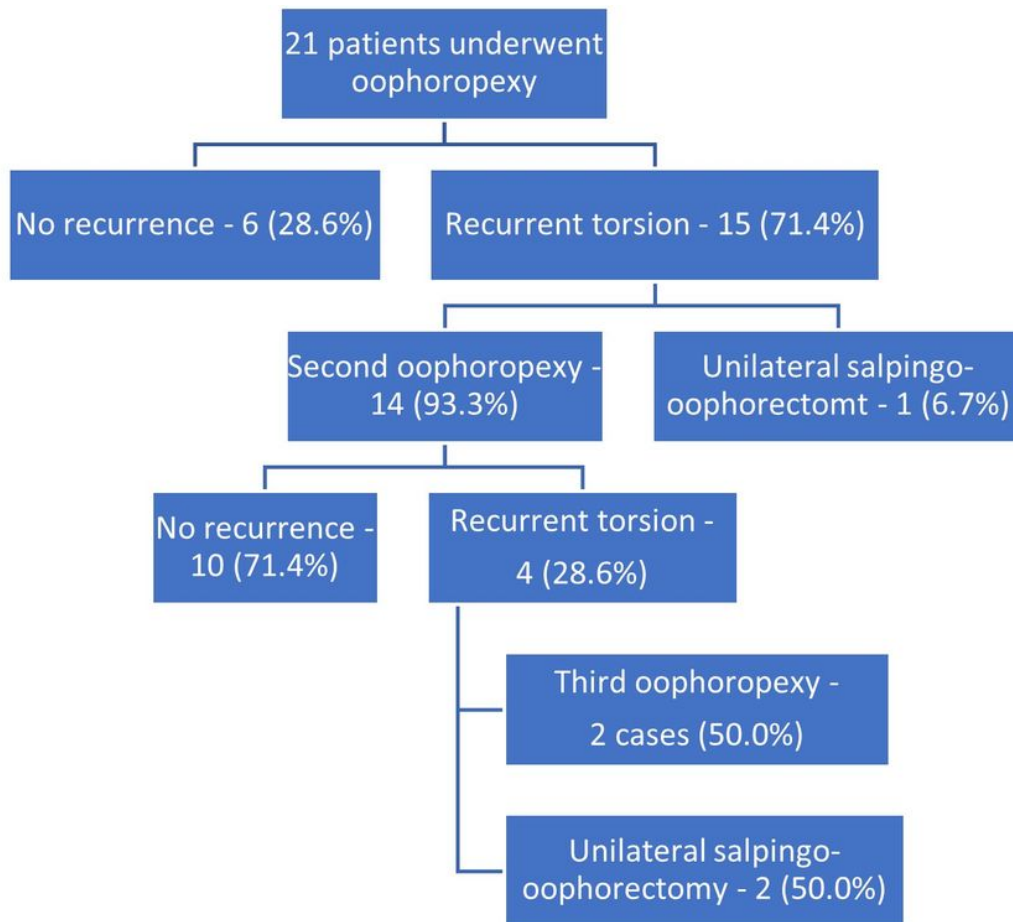 21 patients underwent
oophoropexy
No recurrence - 6 (28.6%)
Recurrent torsion - 15 (71.4%)
Second oophoropexy -
14 (93.3%)
Unilateral salpingo-
oophorectomt - 1 (6.7%)
No recurrence -
10 (71.4%)
Recurrent torsion -
4 (28.6%)
Third oophoropexy -
2 cases (50.0%)
Unilateral salpingo-
oophorectomy - 2 (50.0%)